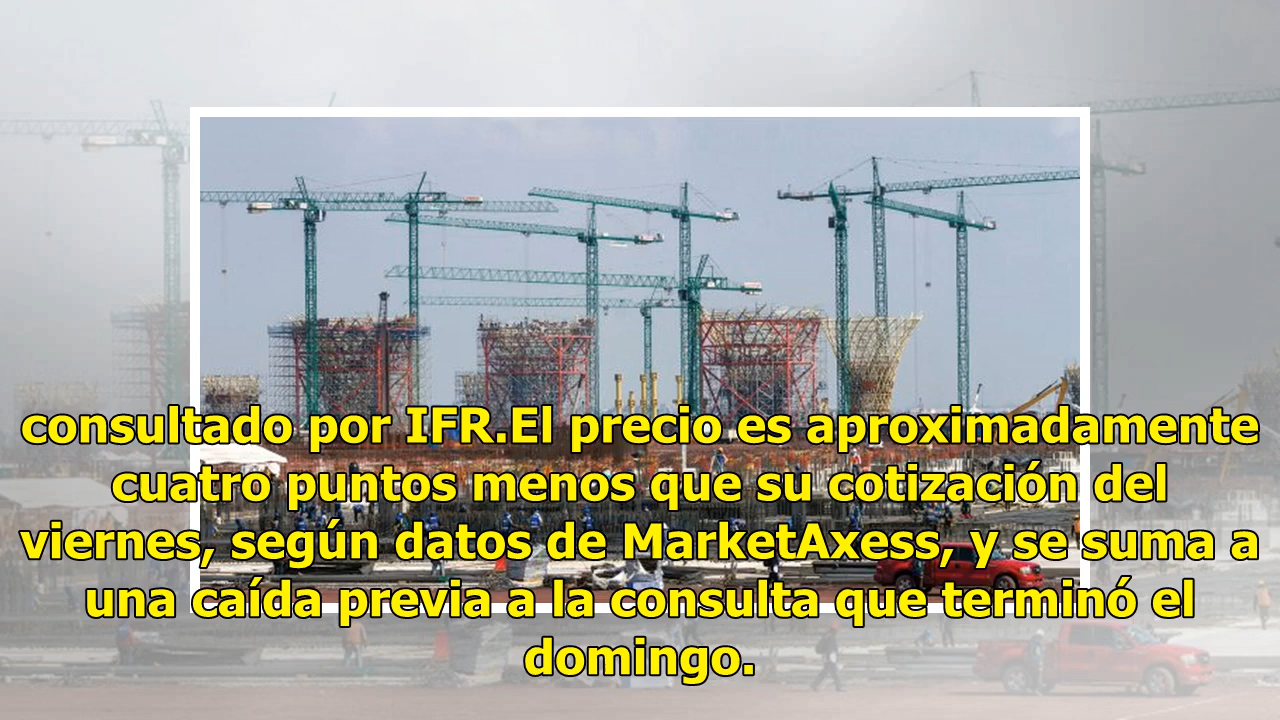 consultado por IFR.El precio es aproximadamente
cuatro puntos menos que su cotización del
viernes, según datos de MarketAxess, y se suma a
una caída previa a la consulta que terminó el
domingo.